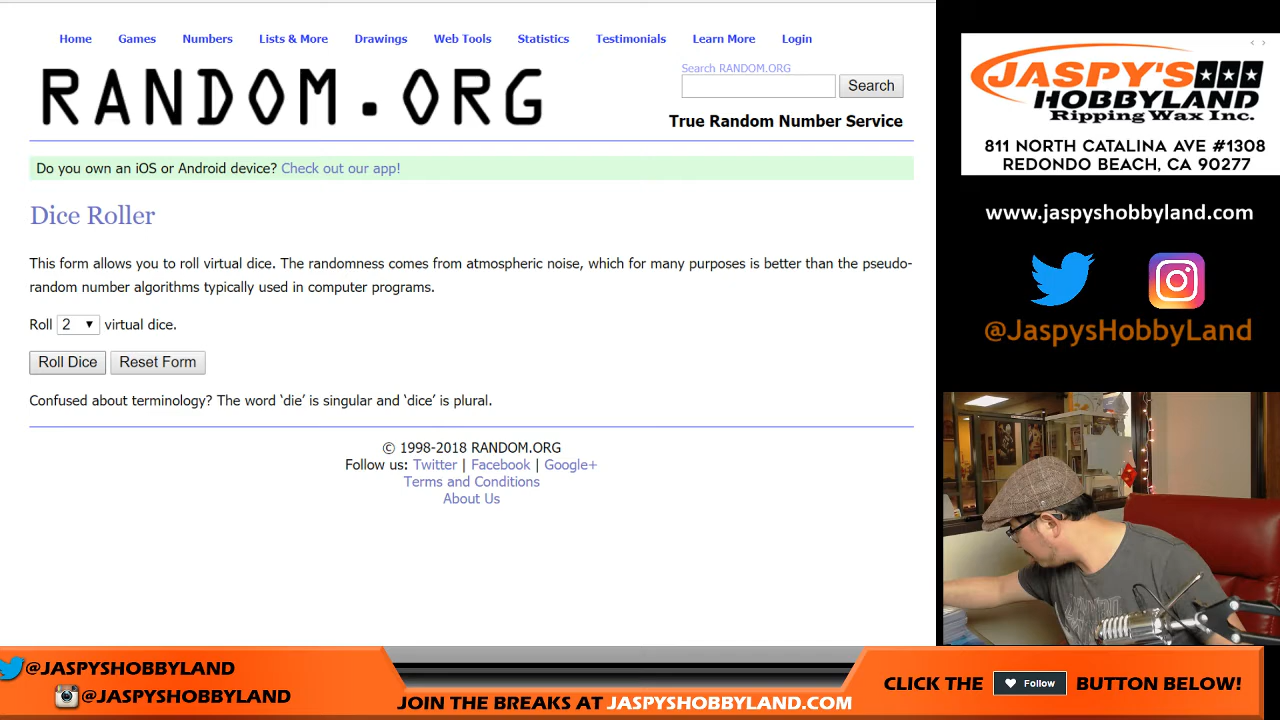 Home Games Numbers Lists & More Drawings Web Tools Statistics Testimonials Learn More Login
RANDOM.ORG
Search RANDOM.ORG
Search
True Random Number Service
Do you own an iOS or Android device? Check out our app!
Dice Roller
This form allows you to roll virtual dice. The randomness comes from atmospheric noise, which for many purposes is better than the pseudo-
random number algorithms typically used in computer programs.
Roll 2 virtual dice.
Roll Dice Reset Form
Confused about terminology? The word ‘die’ is singular and ‘dice’ is plural.
© 1998-2018 RANDOM.ORG
Follow us: Twitter | Facebook | Google+
Terms and Conditions
About Us
JASPY'S
HOBBYLAND
Ripping Wax Inc.
811 NORTH CATALINA AVE #1308
REDONDO BEACH, CA 90277
www.jaspyshobbyland.com
@JaspysHobbyLand
@JASPYSHOBBYLAND
@JASPYSHOBBYLAND
JOIN THE BREAKS AT JASPYSHOBBYLAND.COM
CLICK THE Follow BUTTON BELOW!